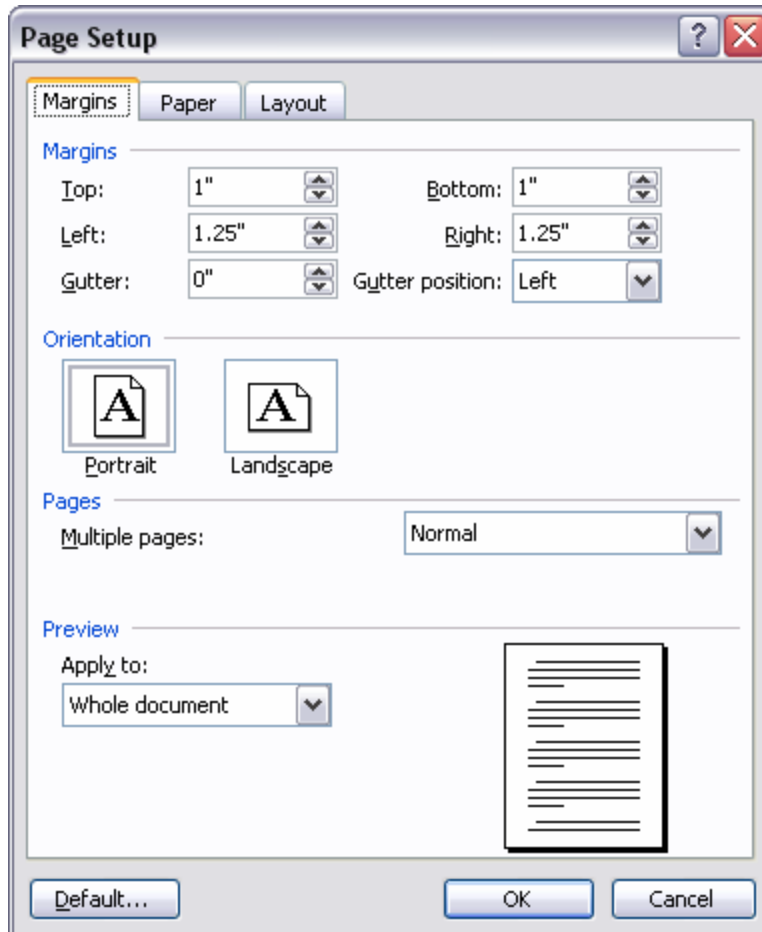 Page Setup
Margins Paper Layout
Margins
Top: 1" Bottom: 1"
Left: 1.25" Right: 1.25"
Gutter: 0" Gutter position: Left
Orientation
A A
Portrait Landscape
Pages
Multiple pages: Normal
Preview
Apply to:
Whole document
Default... OK Cancel